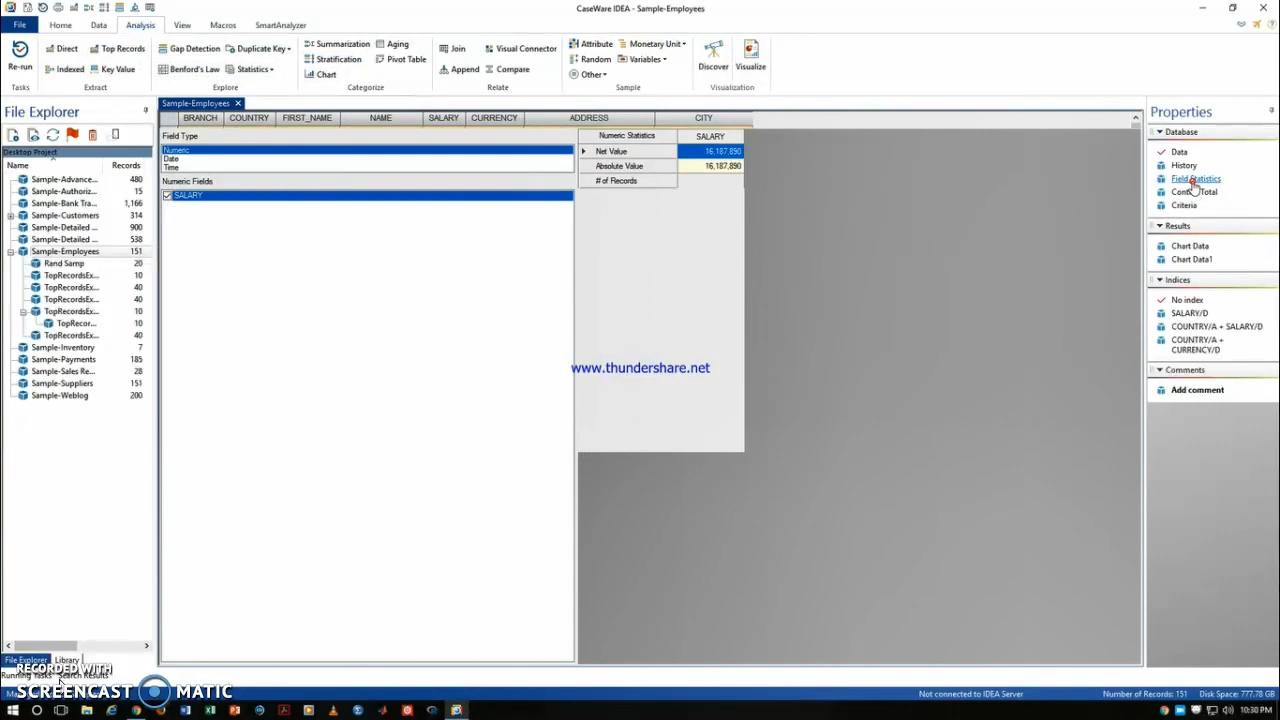 CaseWare IDEA - Sample-Employees
File Home Data Analysis View Macros SmartAnalyzer
Re-run
Tasks
Direct Top Records
Indexed Key Value
Extract
Gap Detection Duplicate Key
Benford's Law Statistics
Explore
Summarization Aging
Stratification Pivot Table
Chart
Categorize
Join Visual Connector
Append Compare
Relate
Attribute Monetary Unit
Random Variables
Other
Sample
Discover Visualize
Visualization
File Explorer
Desktop Project
Name Records
Sample-Advance... 480
Sample-Authoriz... 15
Sample-Bank Tra... 1,166
Sample-Customers 314
Sample-Detailed ... 900
Sample-Detailed ... 538
Sample-Employees 151
Rand Samp 20
TopRecordsEx... 10
TopRecordsEx... 40
TopRecordsEx... 40
TopRecordsEx... 10
TopRecor... 10
TopRecordsEx... 40
Sample-Inventory 7
Sample-Payments 185
Sample-Sales Re... 28
Sample-Suppliers 151
Sample-Weblog 200
File Explorer Library
Running Tasks Search Results
Sample-Employees
BRANCH COUNTRY FIRST_NAME NAME SALARY CURRENCY ADDRESS CITY
Field Type
Numeric
Date
Time
Numeric Fields
SALARY
Numeric Statistics SALARY
Net Value 16,187,890
Absolute Value 16,187,890
# of Records
www.thundershare.net
Properties
Database
Data
History
Field Statistics
Control Total
Criteria
Results
Chart Data
Chart Data1
Indices
No index
SALARY/D
COUNTRY/A + SALARY/D
COUNTRY/A +
CURRENCY/D
Comments
Add comment
RECORDED WITH
SCREENCAST MATIC
Not connected to IDEA Server Number of Records: 151 Disk Space: 777.78 GB
10:30 PM